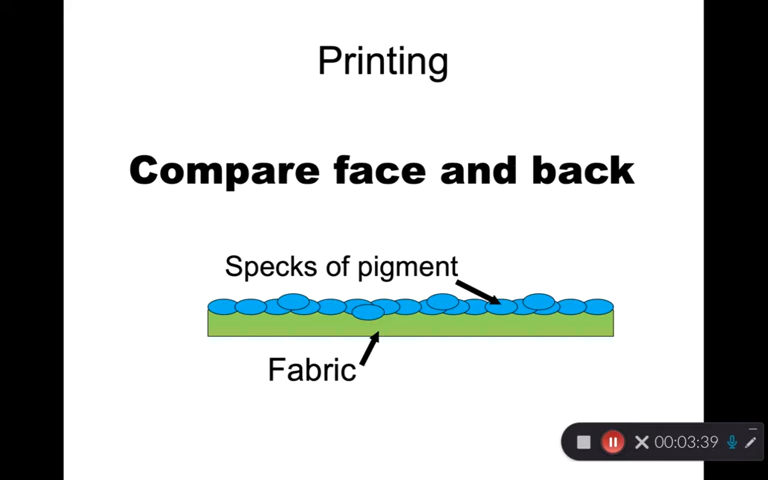 Printing
Compare face and back
Specks of pigment
Fabric
00:03:39